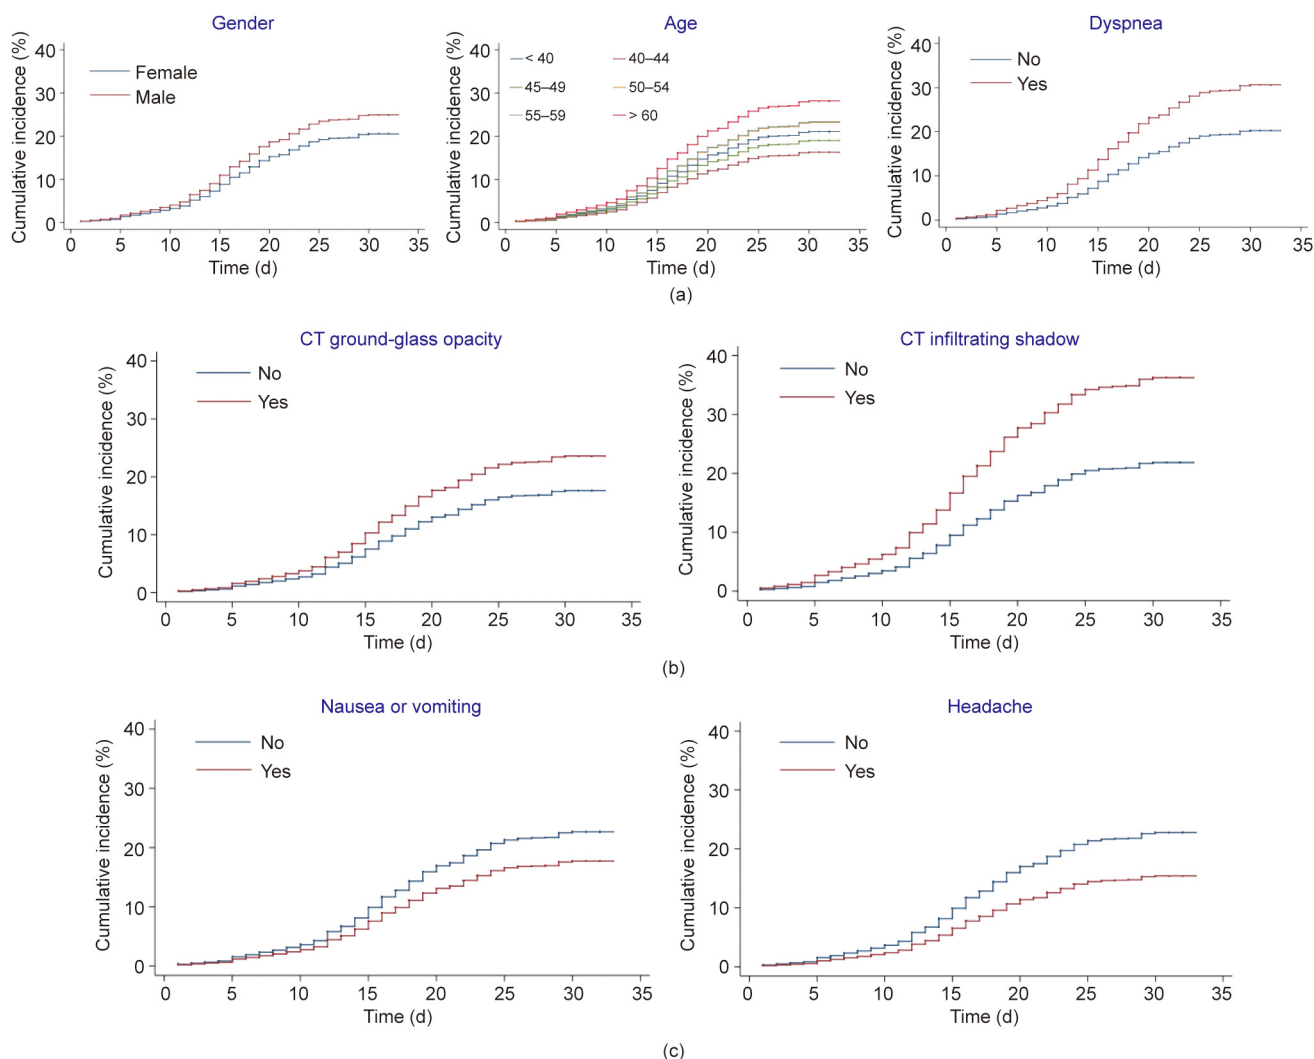 Gender
Cumulative incidence (%)
40
30
20
10
0
Female
Male
0 5 10 15 20 25 30 35
Time (d)
Age
Cumulative incidence (%)
40
30
20
10
0
< 40 40–44
45–49 50–54
55–59 > 60
0 5 10 15 20 25 30 35
Time (d)
Dyspnea
Cumulative incidence (%)
40
30
20
10
0
No
Yes
0 5 10 15 20 25 30 35
Time (d)
(a)
CT ground-glass opacity
Cumulative incidence (%)
40
30
20
10
0
No
Yes
0 5 10 15 20 25 30 35
Time (d)
CT infiltrating shadow
Cumulative incidence (%)
40
30
20
10
0
No
Yes
0 5 10 15 20 25 30 35
Time (d)
(b)
Nausea or vomiting
Cumulative incidence (%)
40
30
20
10
0
No
Yes
0 5 10 15 20 25 30 35
Time (d)
Headache
Cumulative incidence (%)
40
30
20
10
0
No
Yes
0 5 10 15 20 25 30 35
Time (d)
(c)